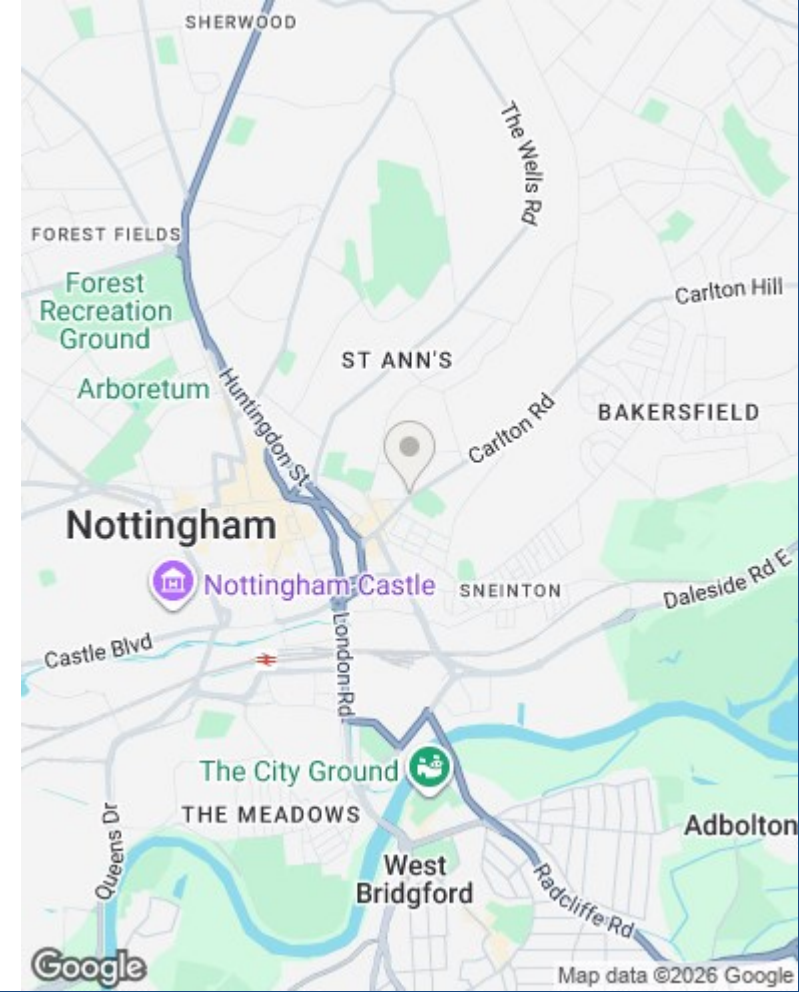 SHERWOOD
The Wells Rd
FOREST FIELDS
Forest
Recreation
Ground
Carlton Hill
ST ANN'S
Arboretum
Huntingdon St
Carlton Rd
BAKERSFIELD
Nottingham
Nottingham Castle
SNEINTON
Daleside Rd E
Castle Blvd
London Rd
The City Ground
THE MEADOWS
Adbolton
Queens Dr
West
Bridgford
Radcliffe Rd
Google
Map data ©2026 Google